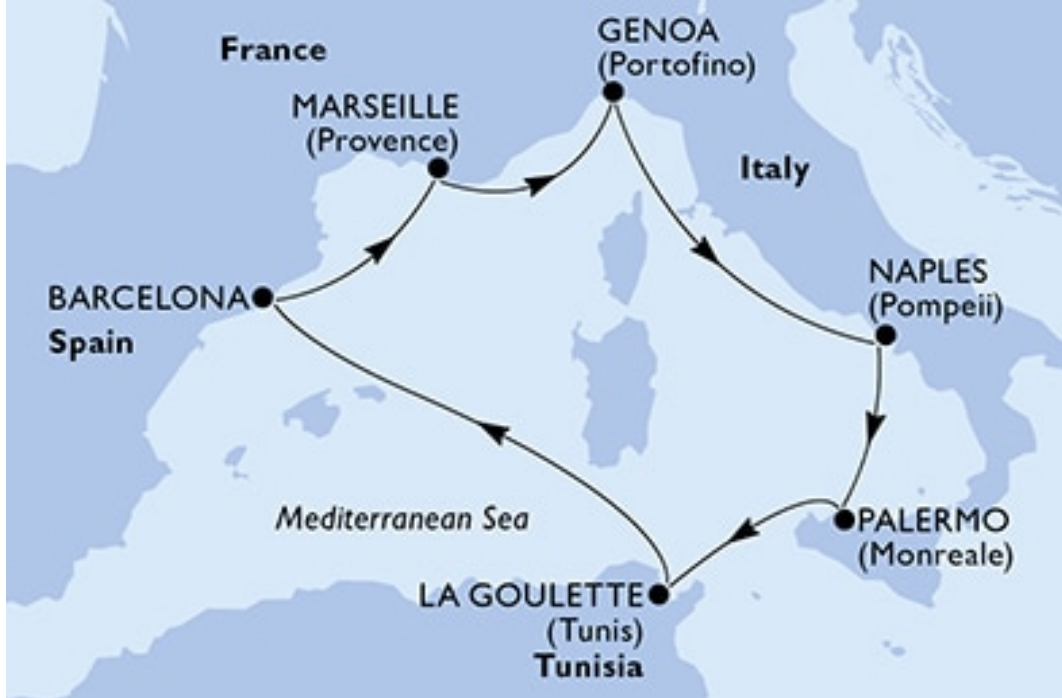 France
GENOA
(Portofino)
MARSEILLE
(Provence)
Italy
NAPLES
(Pompeii)
BARCELONA
Spain
Mediterranean Sea
PALERMO
(Monreale)
LA GOULETTE
(Tunis)
Tunisia